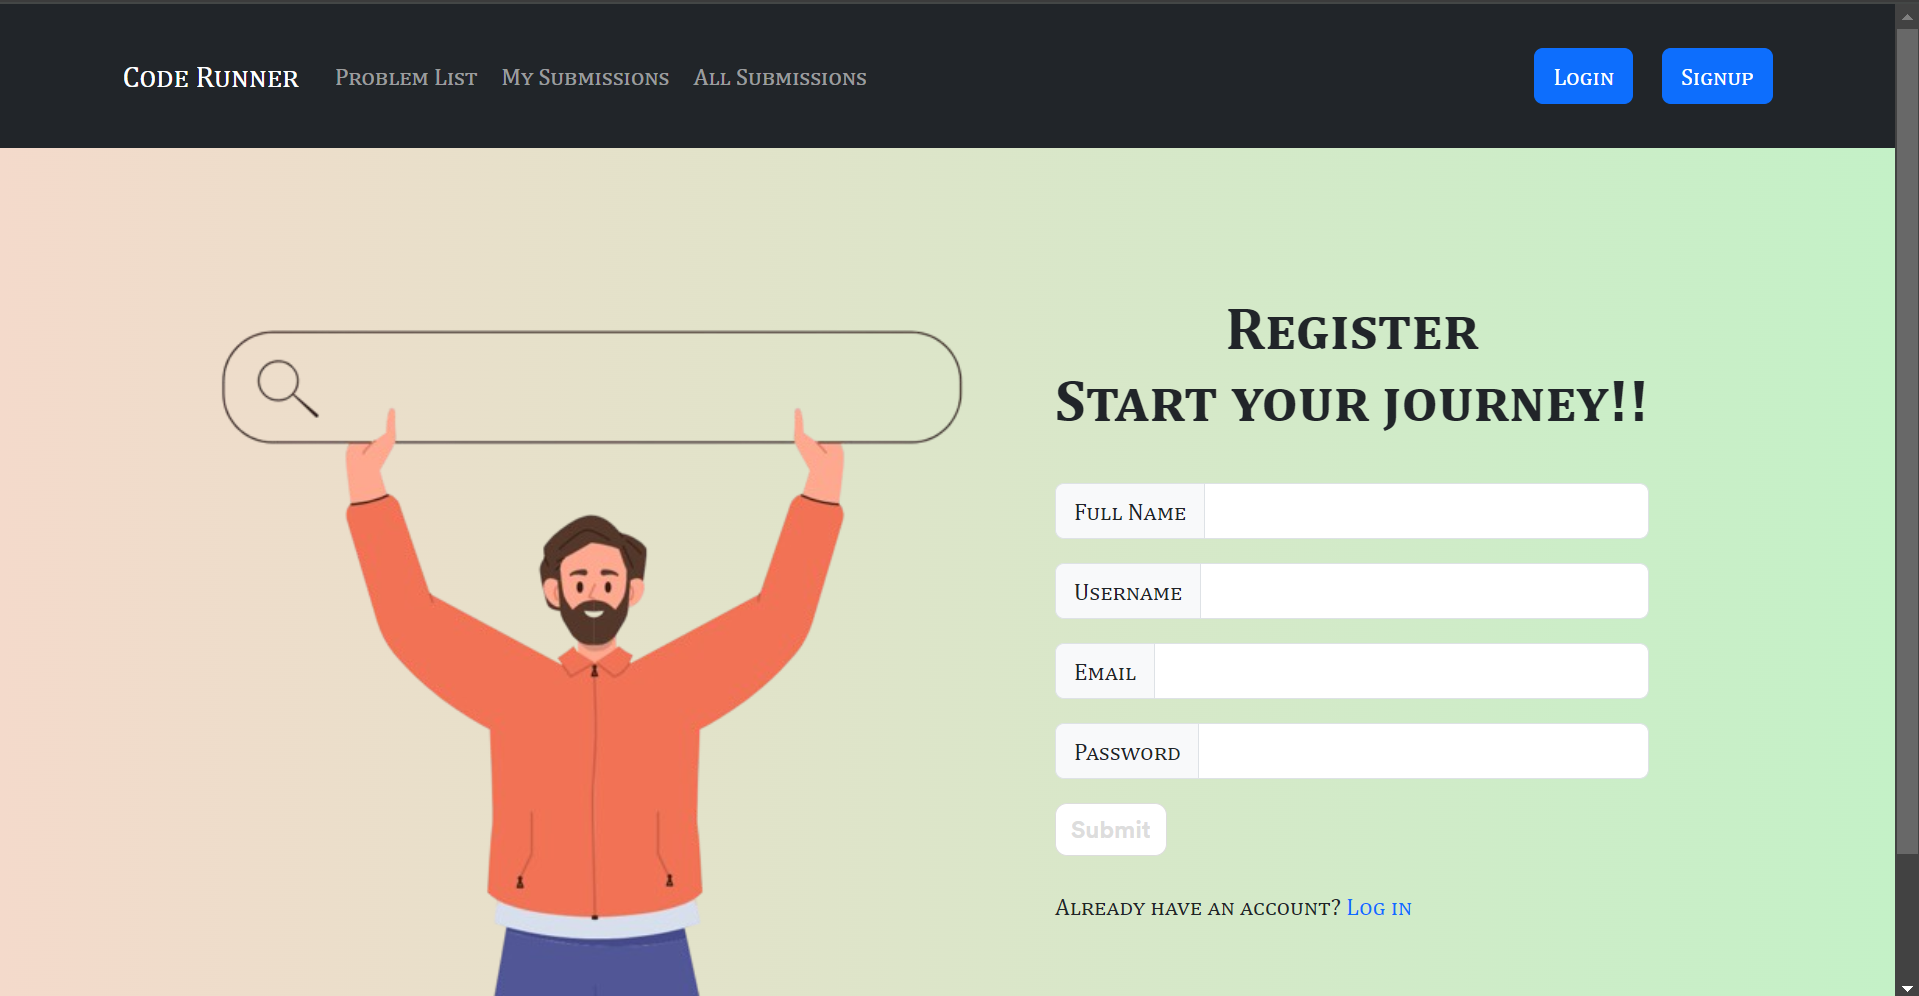 Code Runner Problem List My Submissions All Submissions Login Signup
Register
Start your journey!!
Full Name
Username
Email
Password
Submit
Already have an account? Log in